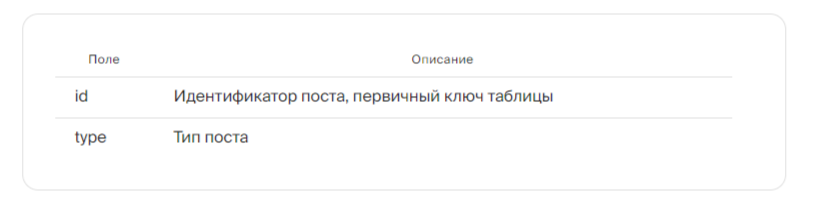 Поле Описание
id Идентификатор поста, первичный ключ таблицы
type Тип поста